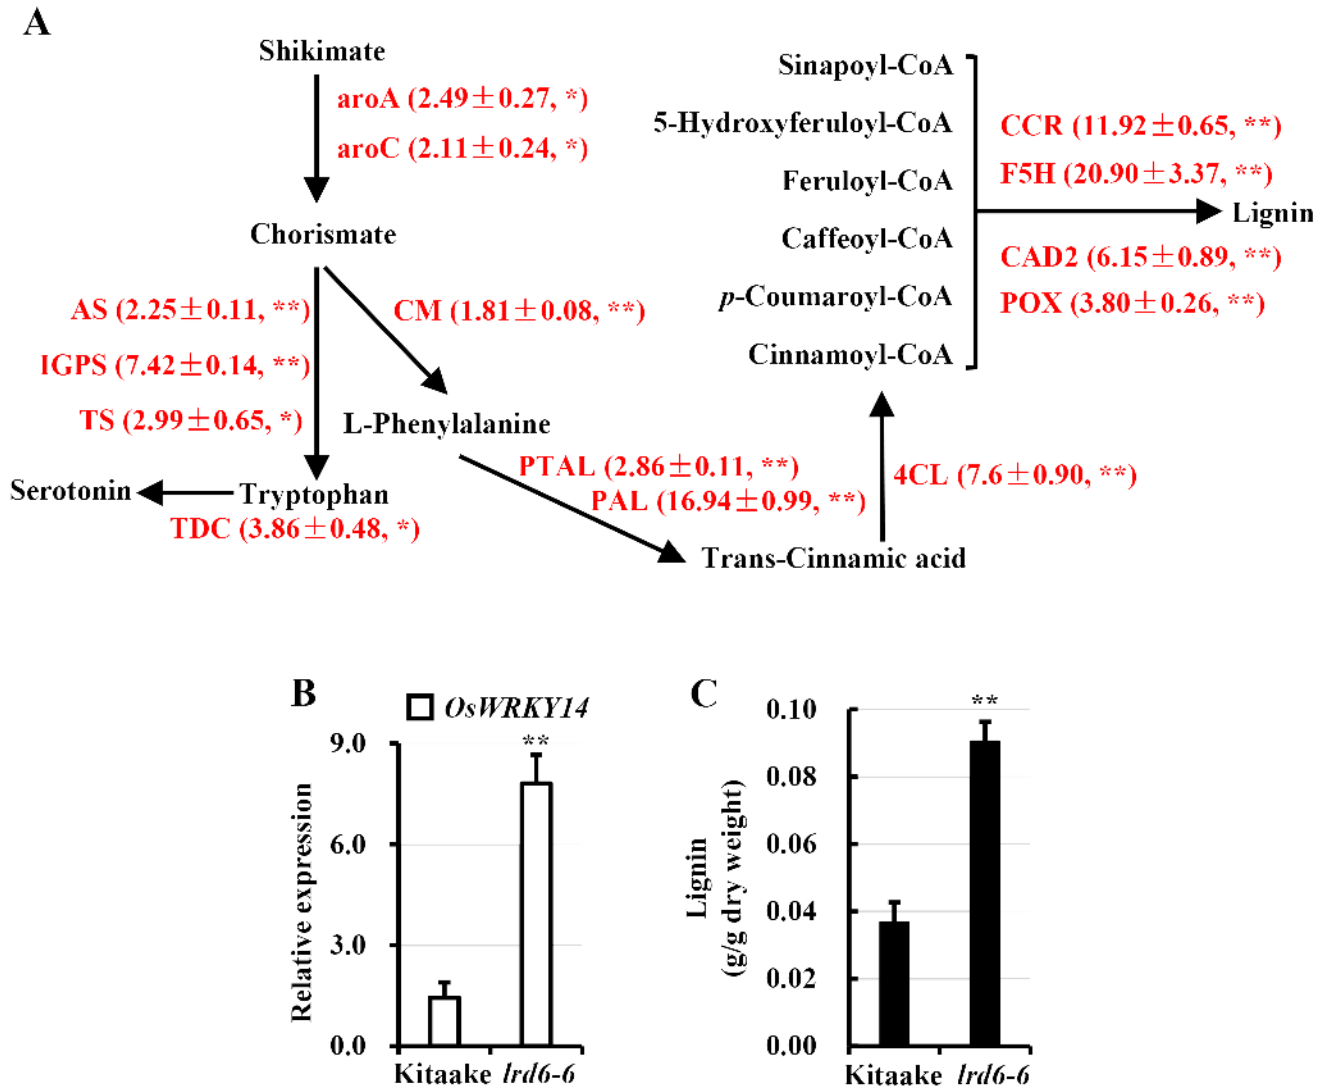 A
Shikimate
aroA (2.49±0.27, *)
aroC (2.11±0.24, *)
Chorismate
AS (2.25±0.11, **)
CM (1.81±0.08, **)
IGPS (7.42±0.14, **)
TS (2.99±0.65, *)
L-Phenylalanine
Serotonin
Tryptophan
TDC (3.86±0.48, *)
PTAL (2.86±0.11, **)
PAL (16.94±0.99, **)
Trans-Cinnamic acid
4CL (7.6±0.90, **)
Sinapoyl-CoA
5-Hydroxyferuloyl-CoA
Feruloyl-CoA
Caffeoyl-CoA
p-Coumaroyl-CoA
Cinnamoyl-CoA
CCR (11.92±0.65, **)
F5H (20.90±3.37, **)
Lignin
CAD2 (6.15±0.89, **)
POX (3.80±0.26, **)
B
OsWRKY14
**
Relative expression
9.0
6.0
3.0
0.0
Kitaake lrd6-6
C
**
Lignin
(g/g dry weight)
0.10
0.08
0.06
0.04
0.02
0.00
Kitaake lrd6-6